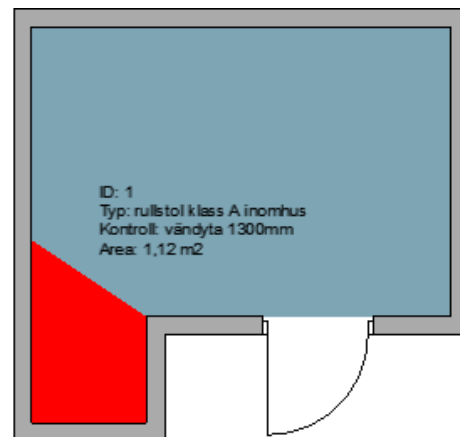 ID: 1
Typ: rullstol klass A inomhus
Kontroll: vändyta 1300mm
Area: 1,12 m2